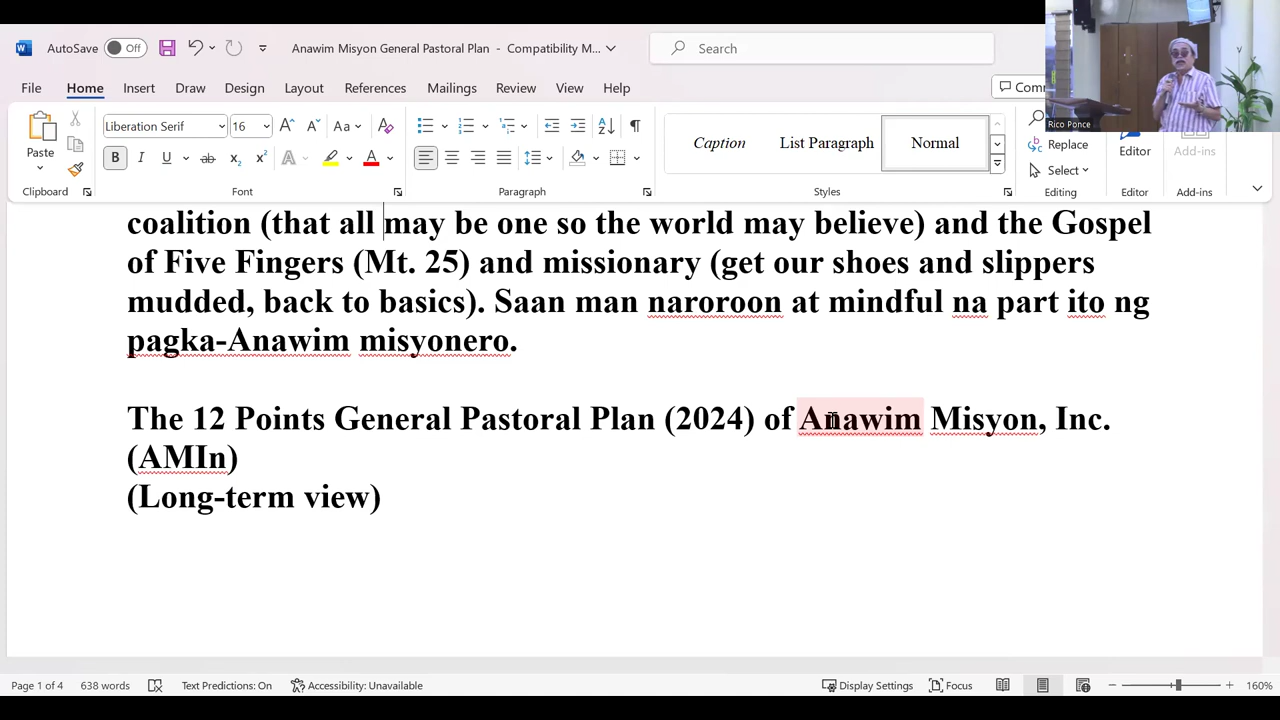 AutoSave Off Anawim Misyon General Pastoral Plan - Compatibility M... Search
File Home Insert Draw Design Layout References Mailings Review View Help
Rico Ponce
Paste
Clipboard
Liberation Serif 16
Font
Paragraph
Caption List Paragraph Normal
Styles
Replace
Select
Editing
Editor
Editor
Add-ins
Add-ins
coalition (that all may be one so the world may believe) and the Gospel
of Five Fingers (Mt. 25) and missionary (get our shoes and slippers
mudded, back to basics). Saan man naroroon at mindful na part ito ng
pagka-Anawim misyonero.
The 12 Points General Pastoral Plan (2024) of Anawim Misyon, Inc.
(AMIn)
(Long-term view)
Page 1 of 4 638 words Text Predictions: On Accessibility: Unavailable Display Settings Focus 160%